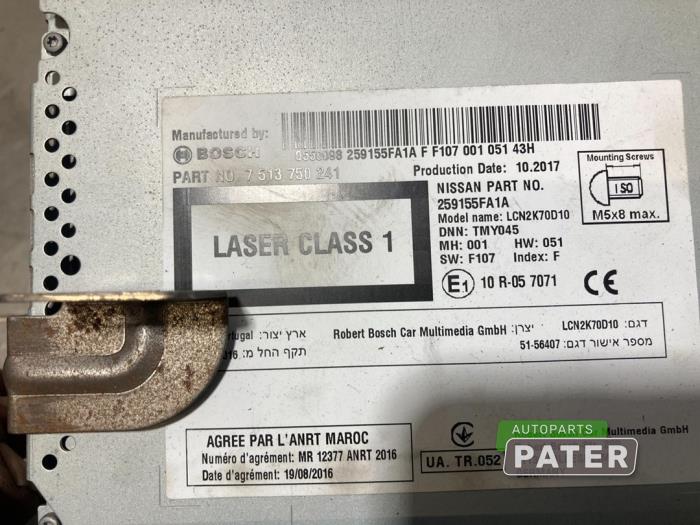 Manufactured by:
BOSCH
0550098 259155FA1A F F107 001 051 43H
PART NO. 7 513 750 241
Production Date: 10.2017
NISSAN PART NO.
259155FA1A
Model name: LCN2K70D10
DNN: TMY045
MH: 001 HW: 051
SW: F107 Index: F
E1 10 R-05 7071 CE
Mounting Screws
ISO
M5x8 max.
LASER CLASS 1
ארץ יצור:
תקף החל מ:
יצרן: Robert Bosch Car Multimedia GmbH
דגם: LCN2K70D10
מספר אישור דגם: 51-56407
AGREE PAR L'ANRT MAROC
Numéro d'agrément: MR 12377 ANRT 2016
Date d'agrément: 19/08/2016
UA. TR.052
Multimedia GmbH
AUTOPARTS
PATER